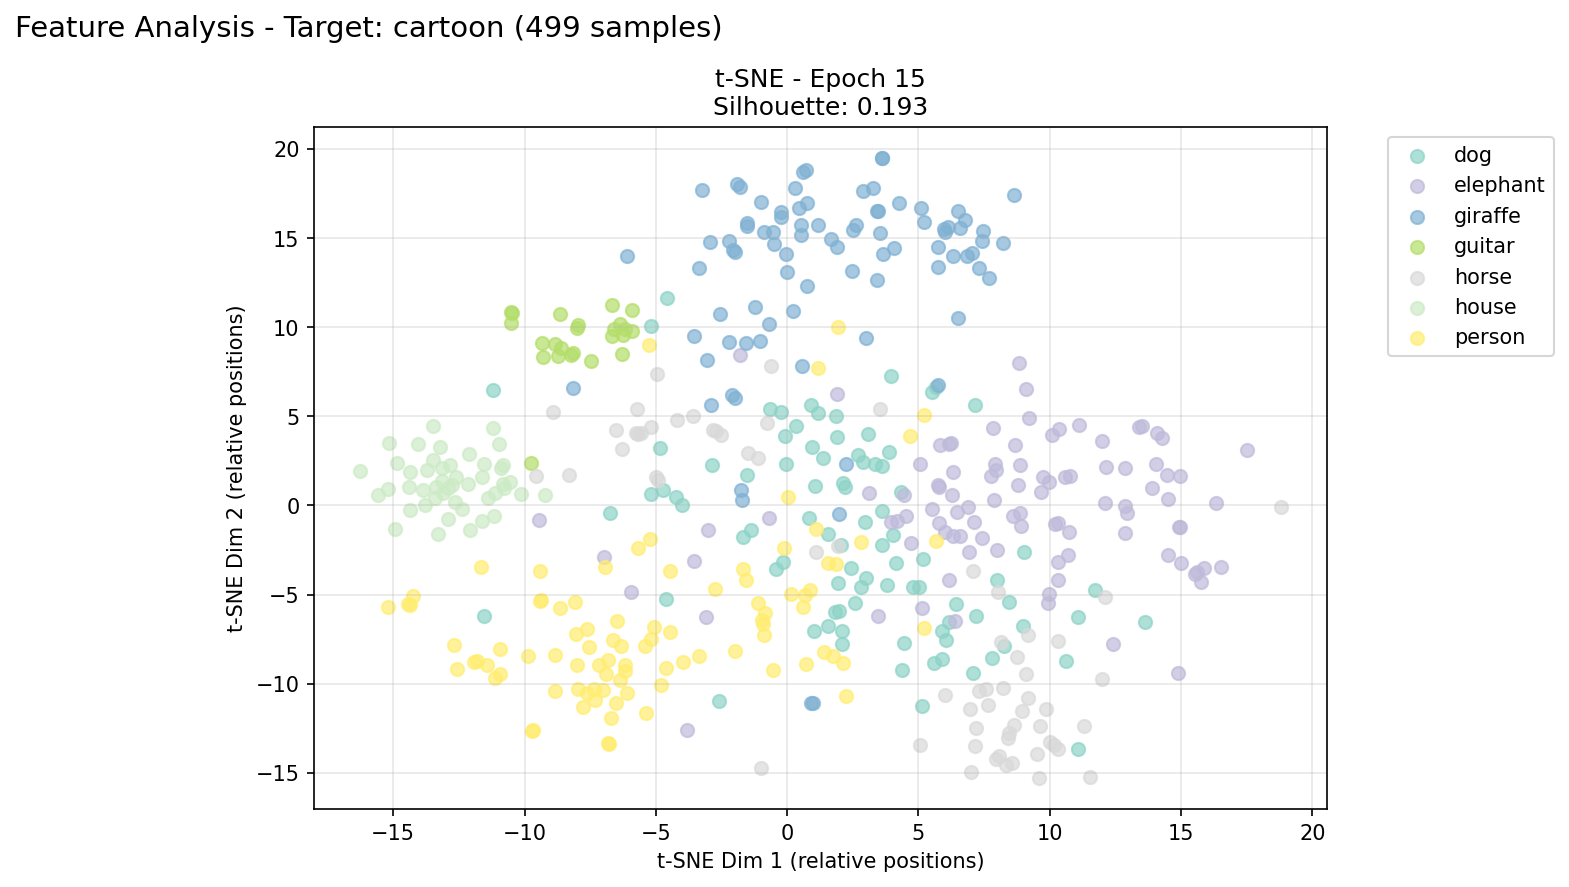 Feature Analysis - Target: cartoon (499 samples)
t-SNE - Epoch 15
Silhouette: 0.193
dog
elephant
giraffe
guitar
horse
house
person
20
15
10
5
0
−5
−10
−15
t-SNE Dim 2 (relative positions)
−15
−10
−5
0
5
10
15
20
t-SNE Dim 1 (relative positions)